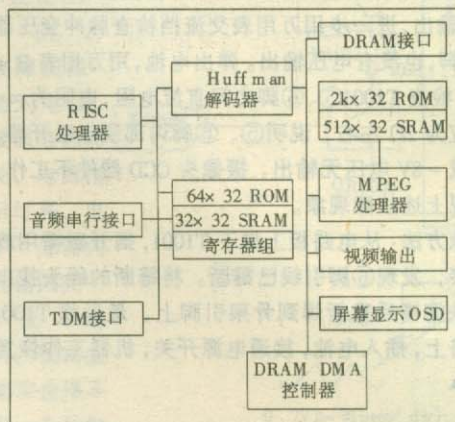 DRAM接口
RISC
处理器
Huffman
解码器
2k× 32 ROM
512× 32 SRAM
MPEG
处理器
64× 32 ROM
32× 32 SRAM
寄存器组
音频串行接口
视频输出
TDM接口
屏幕显示OSD
DRAM DMA
控制器